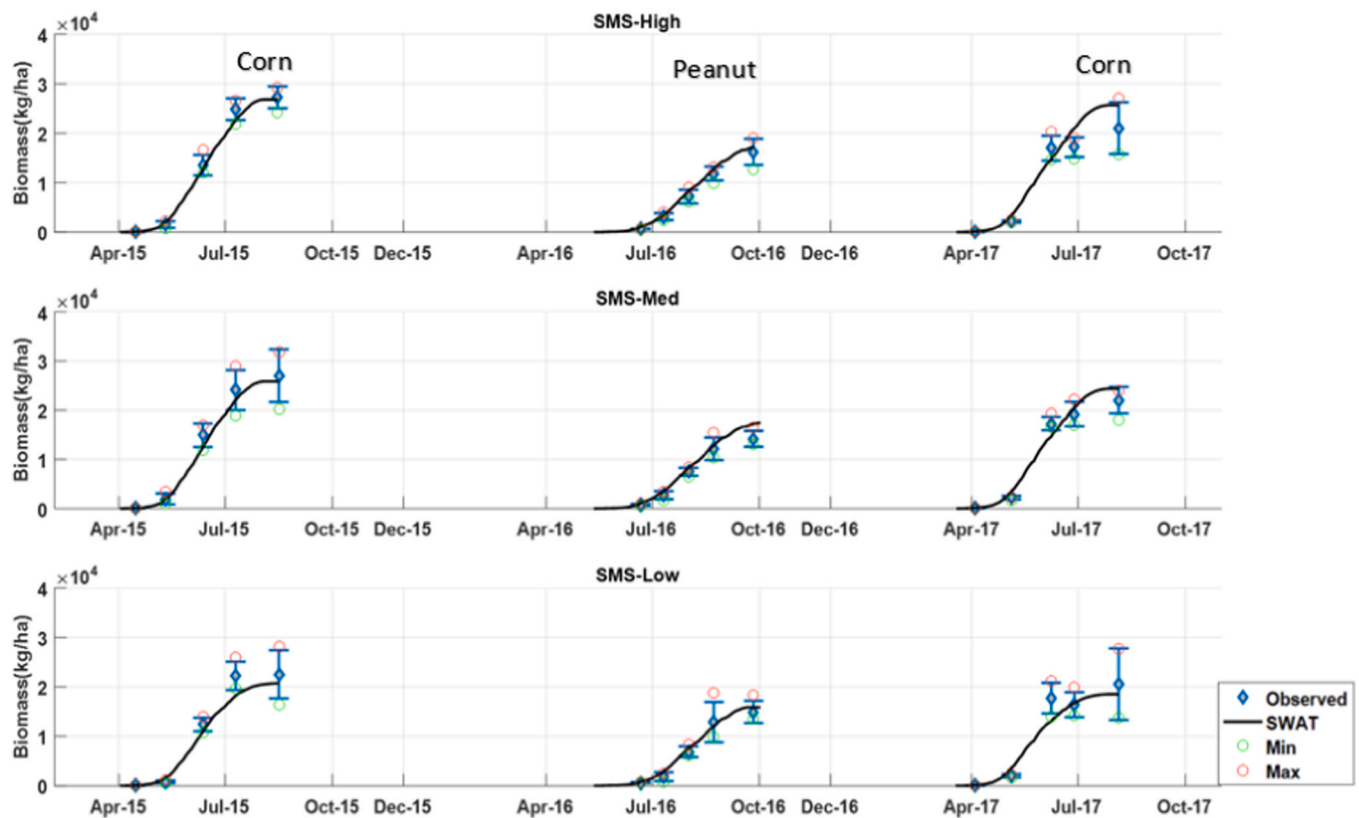 SMS-High
×10⁴
4
3
2
1
0
Biomass(kg/ha)
Corn
Peanut
Corn
Apr-15 Jul-15 Oct-15 Dec-15 Apr-16 Jul-16 Oct-16 Dec-16 Apr-17 Jul-17 Oct-17
SMS-Med
×10⁴
4
3
2
1
0
Biomass(kg/ha)
Apr-15 Jul-15 Oct-15 Dec-15 Apr-16 Jul-16 Oct-16 Dec-16 Apr-17 Jul-17 Oct-17
SMS-Low
×10⁴
4
3
2
1
0
Biomass(kg/ha)
Apr-15 Jul-15 Oct-15 Dec-15 Apr-16 Jul-16 Oct-16 Dec-16 Apr-17 Jul-17 Oct-17
Observed
SWAT
Min
Max